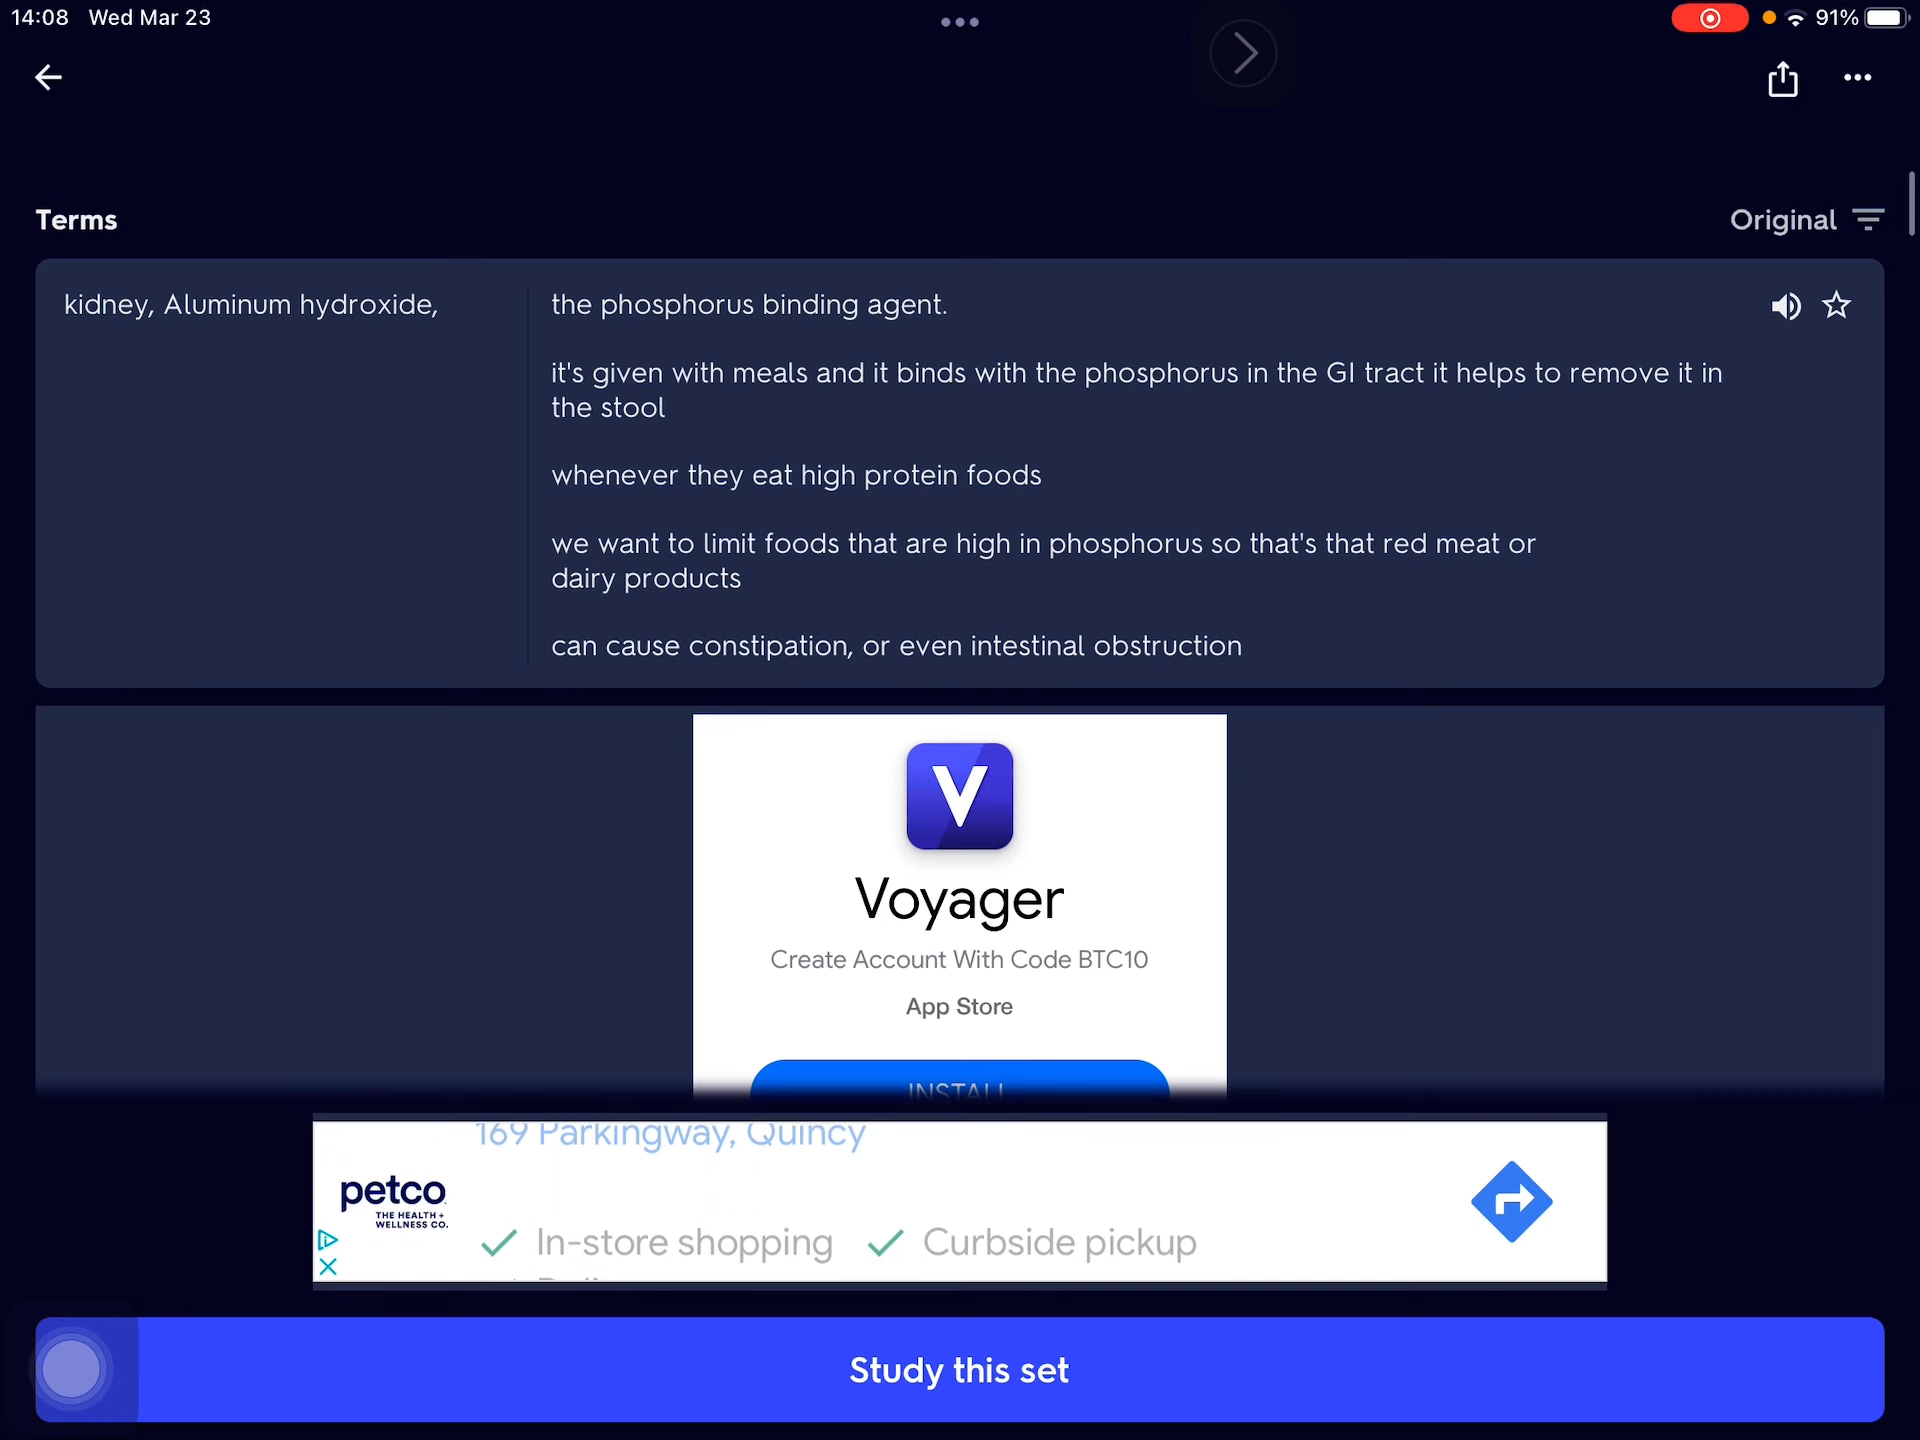 14:08 Wed Mar 23
91%
Terms
Original
kidney, Aluminum hydroxide,
the phosphorus binding agent.
it's given with meals and it binds with the phosphorus in the GI tract it helps to remove it in
the stool
whenever they eat high protein foods
we want to limit foods that are high in phosphorus so that's that red meat or
dairy products
can cause constipation, or even intestinal obstruction
V
Voyager
Create Account With Code BTC10
App Store
INSTALL
169 Parkingway, Quincy
petco
THE HEALTH +
WELLNESS CO.
In-store shopping Curbside pickup
Study this set